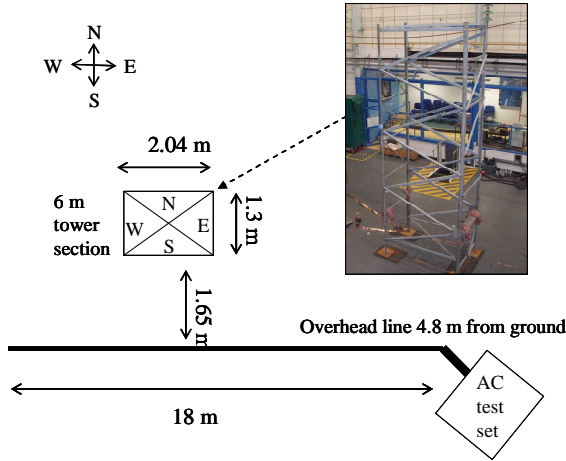 N
W E
S
2.04 m
6 m
tower
section
N
W E
S
1.3 m
1.65 m
Overhead line 4.8 m from ground
18 m
AC
test
set